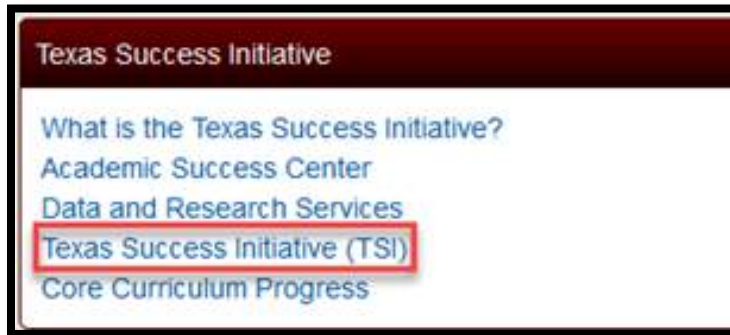 Texas Success Initiative
What is the Texas Success Initiative?
Academic Success Center
Data and Research Services
Texas Success Initiative (TSI)
Core Curriculum Progress